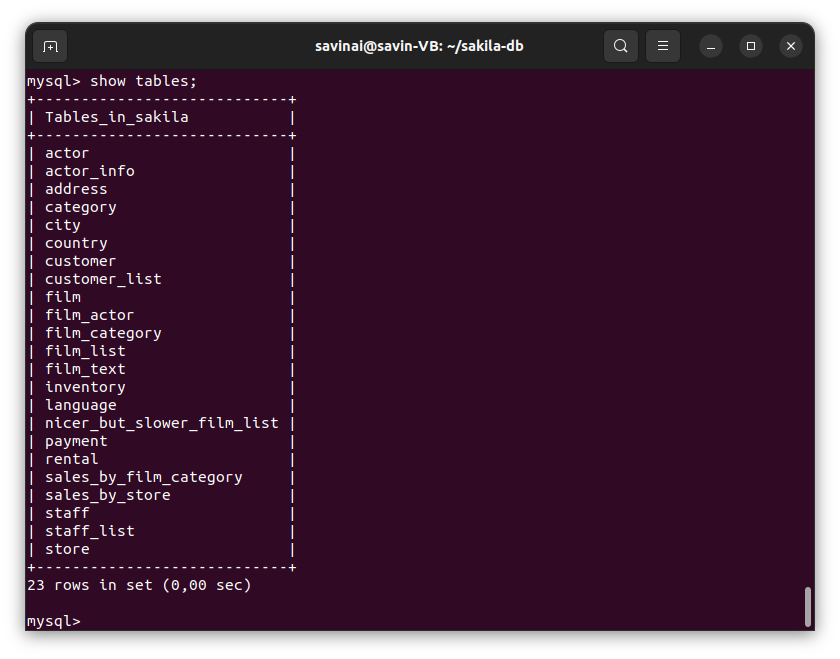 savinai@savin-VB: ~/sakila-db
mysql> show tables;
+----------------------------+
| Tables_in_sakila           |
+----------------------------+
| actor                      |
| actor_info                 |
| address                    |
| category                   |
| city                       |
| country                    |
| customer                   |
| customer_list              |
| film                       |
| film_actor                 |
| film_category              |
| film_list                  |
| film_text                  |
| inventory                  |
| language                   |
| nicer_but_slower_film_list |
| payment                    |
| rental                     |
| sales_by_film_category     |
| sales_by_store             |
| staff                      |
| staff_list                 |
| store                      |
+----------------------------+
23 rows in set (0,00 sec)
mysql>